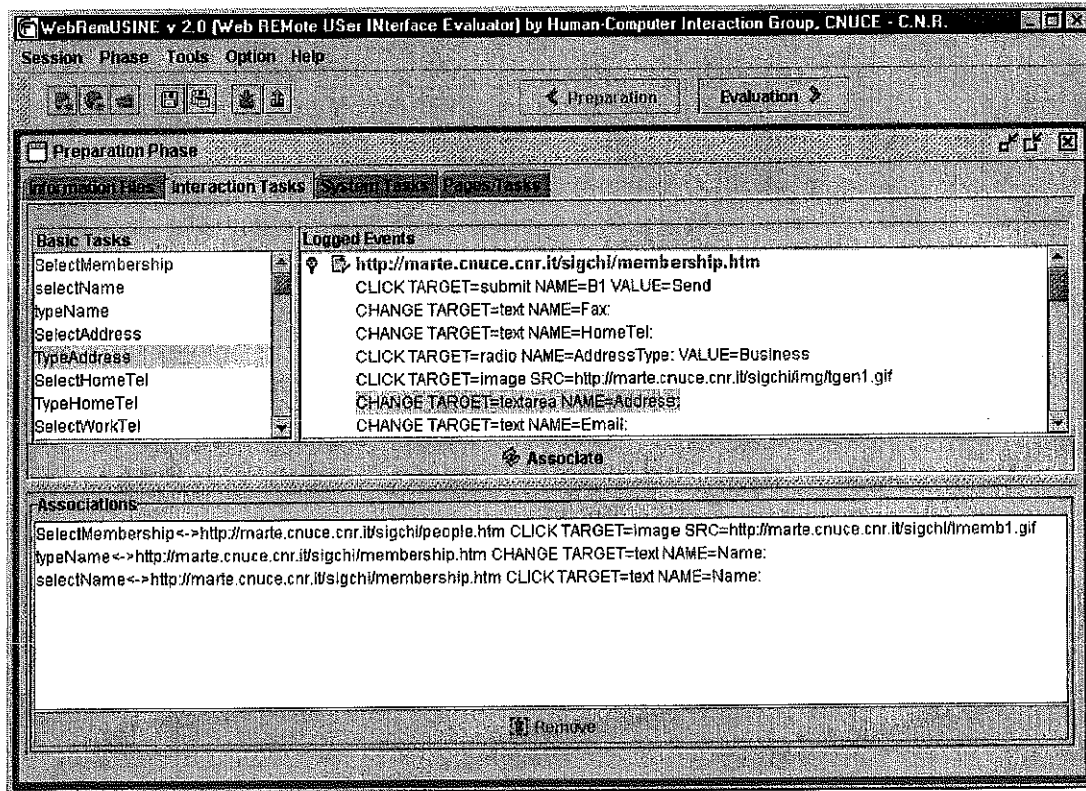 WebRemUSINE v 2.0 [Web REMote USer INterface Evaluator] by Human-Computer Interaction Group, CNUCE - C.N.R.
Session Phase Tools Option Help
Preparation Evaluation
Preparation Phase
Information Files Interaction Tasks System Tasks Pages/Tasks
Basic Tasks
SelectMembership
selectName
typeName
SelectAddress
TypeAddress
SelectHomeTel
TypeHomeTel
SelectWorkTel
Logged Events
http://marte.cnuce.cnr.it/sigchi/membership.htm
CLICK TARGET=submit NAME=B1 VALUE=Send
CHANGE TARGET=text NAME=Fax:
CHANGE TARGET=text NAME=HomeTel:
CLICK TARGET=radio NAME=AddressType: VALUE=Business
CLICK TARGET=image SRC=http://marte.cnuce.cnr.it/sigchi/img/tgen1.gif
CHANGE TARGET=textarea NAME=Address:
CHANGE TARGET=text NAME=Email:
Associate
Associations
SelectMembership<->http://marte.cnuce.cnr.it/sigchi/people.htm CLICK TARGET=image SRC=http://marte.cnuce.cnr.it/sigchi/tmemb1.gif
typeName<->http://marte.cnuce.cnr.it/sigchi/membership.htm CHANGE TARGET=text NAME=Name:
selectName<->http://marte.cnuce.cnr.it/sigchi/membership.htm CLICK TARGET=text NAME=Name:
Remove